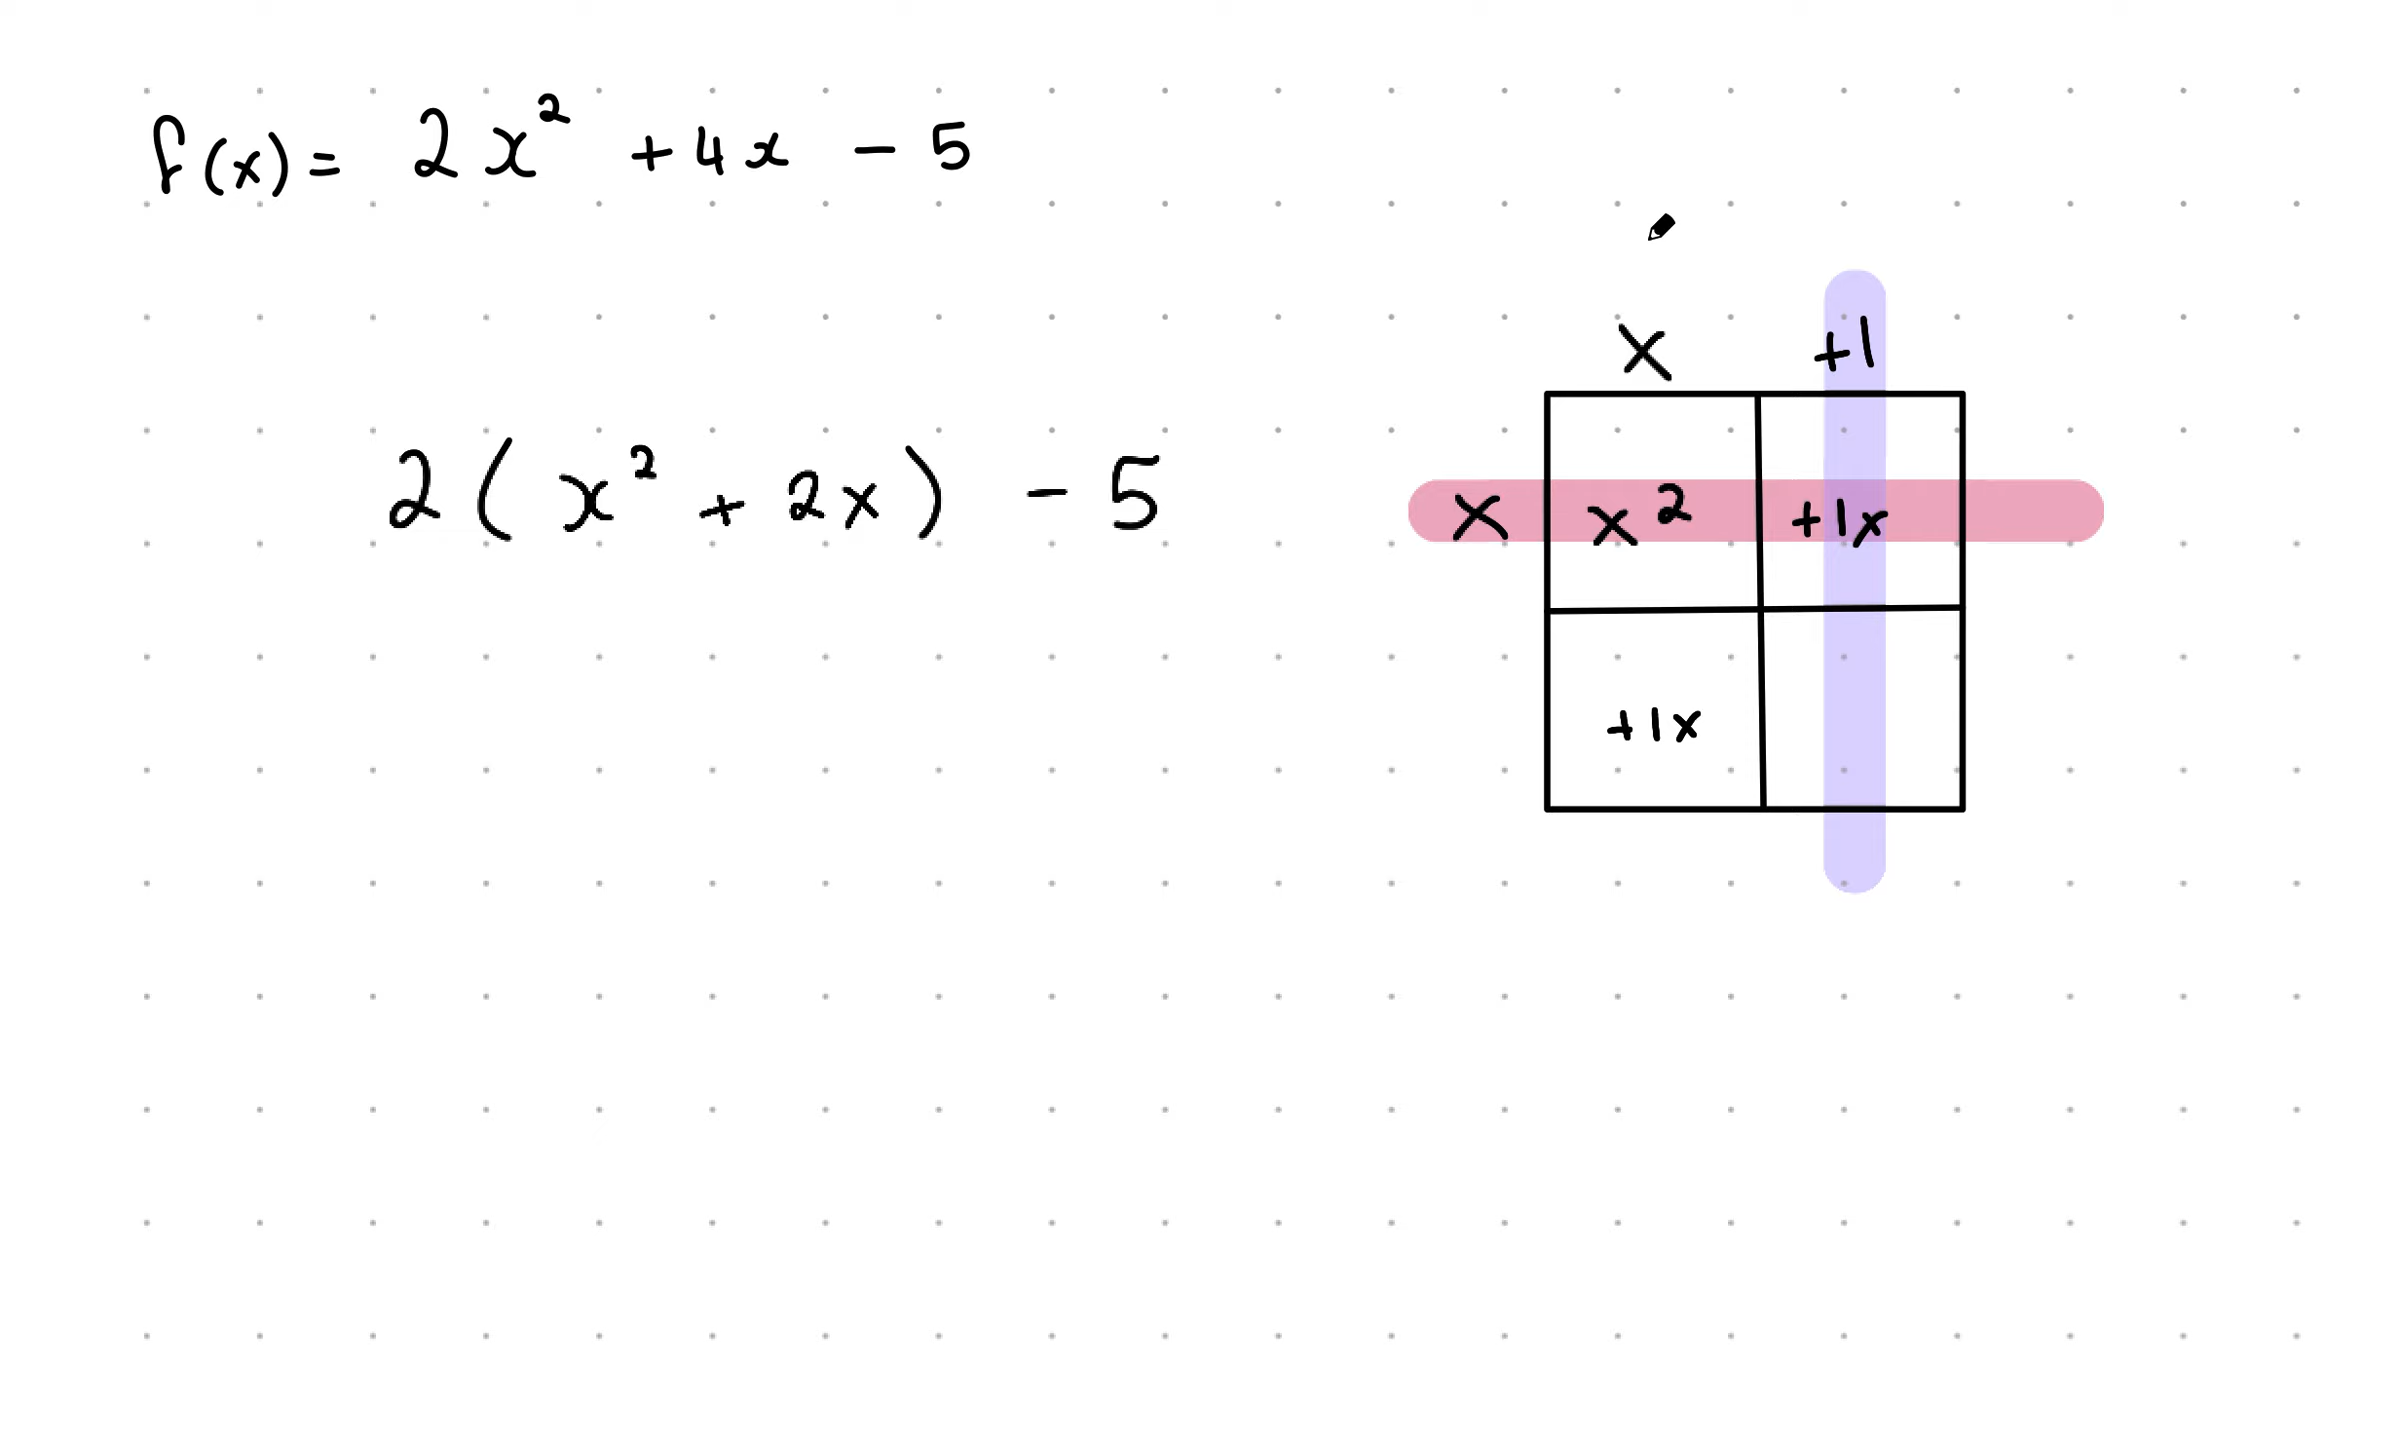 f(x) = 2x² + 4x - 5
2(x² + 2x) - 5
x +1
x x² +1x
+1x